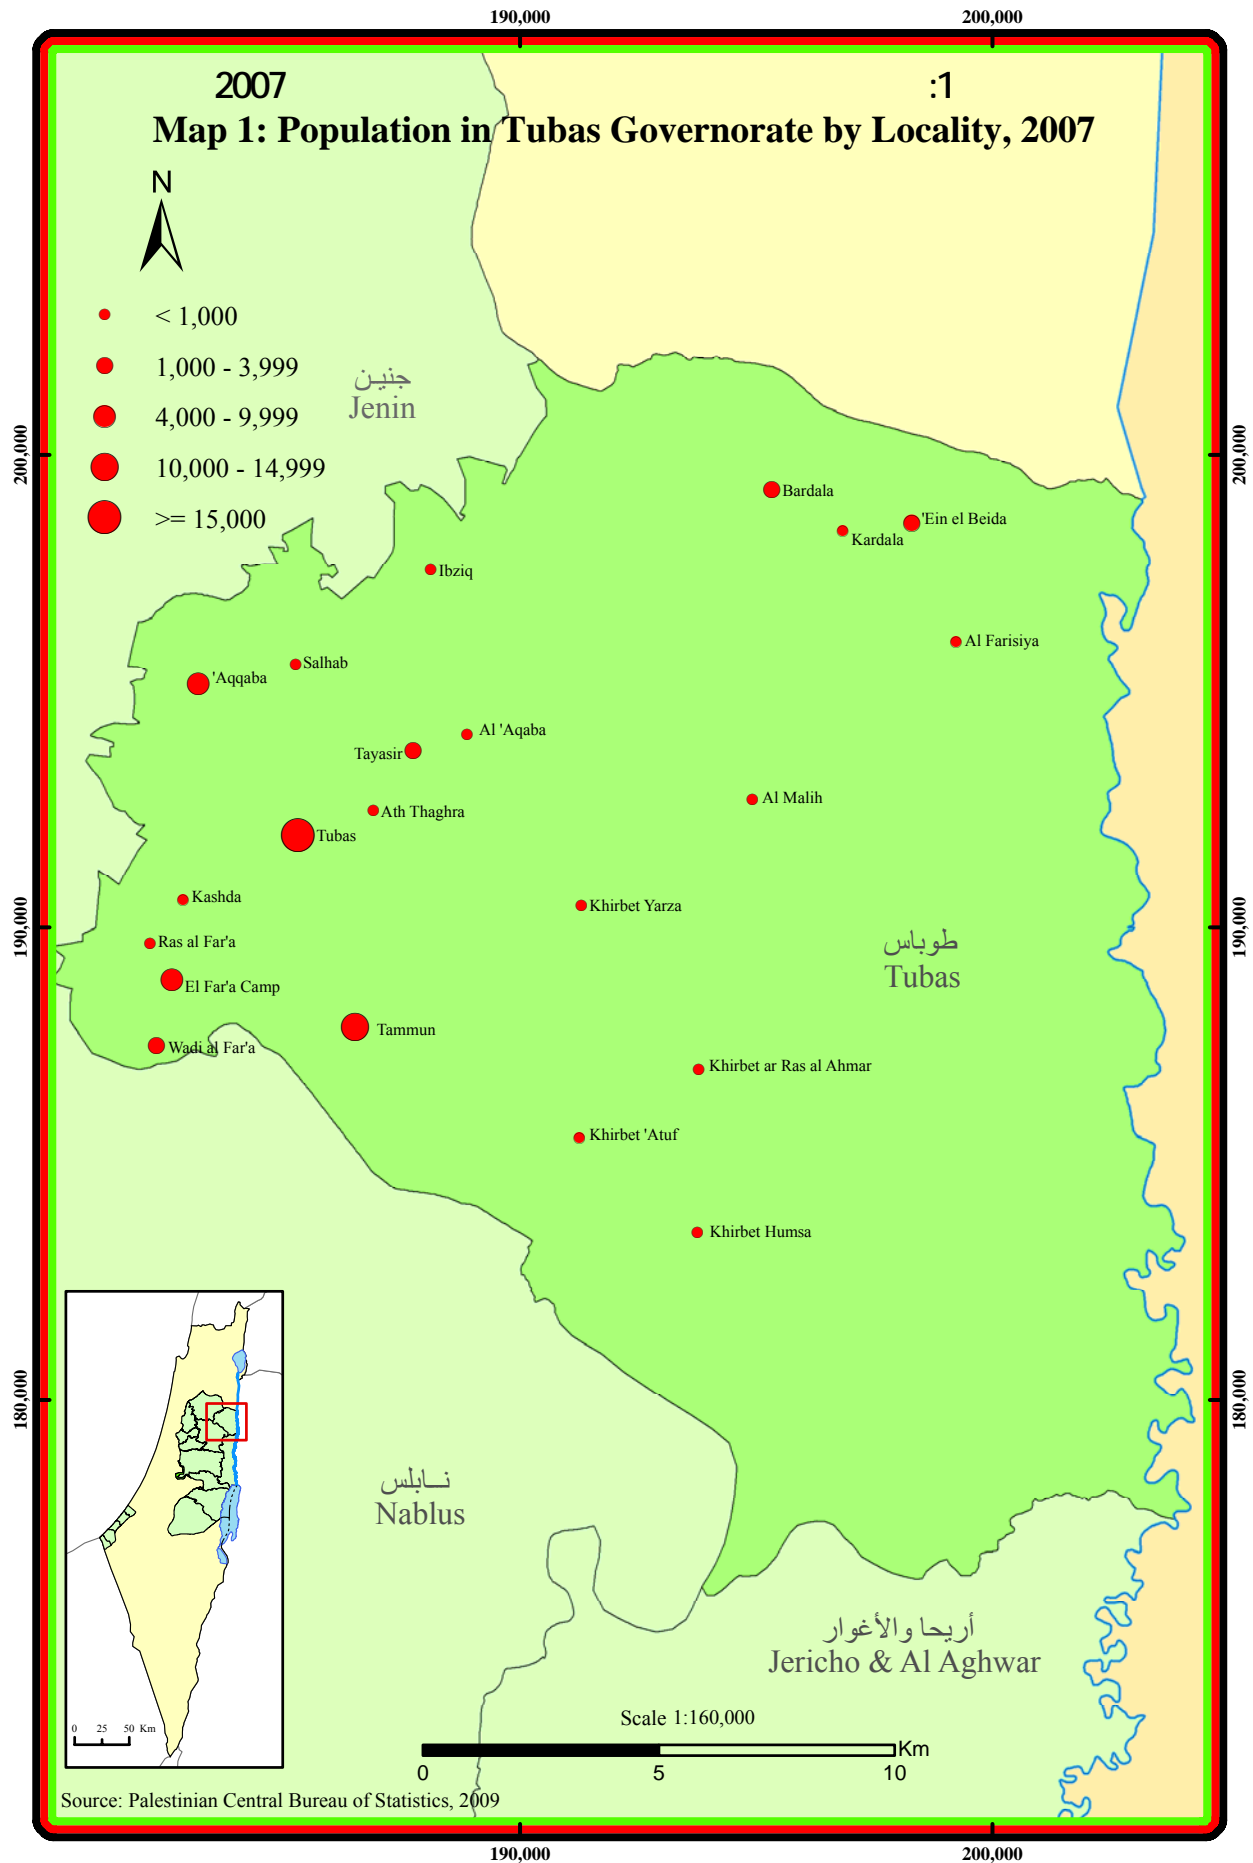 190,000
200,000
2007
:1
Map 1: Population in Tubas Governorate by Locality, 2007
N
< 1,000
1,000 - 3,999
4,000 - 9,999
10,000 - 14,999
>= 15,000
جنين
Jenin
200,000
200,000
Bardala
'Ein el Beida
Kardala
Ibziq
Al Farisiya
Salhab
'Aqqaba
Al 'Aqaba
Tayasir
Al Malih
Ath Thaghra
Tubas
Kashda
Khirbet Yarza
190,000
190,000
Ras al Far'a
طوباس
Tubas
El Far'a Camp
Tammun
Wadi al Far'a
Khirbet ar Ras al Ahmar
Khirbet 'Atuf
Khirbet Humsa
180,000
180,000
نابلس
Nablus
أريحا والأغوار
Jericho & Al Aghwar
Scale 1:160,000
0 25 50 Km
Km
0 5 10
Source: Palestinian Central Bureau of Statistics, 2009
190,000
200,000